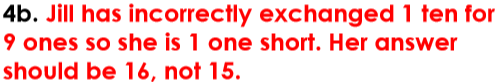 4b. Jill has incorrectly exchanged 1 ten for
9 ones so she is 1 one short. Her answer
should be 16, not 15.